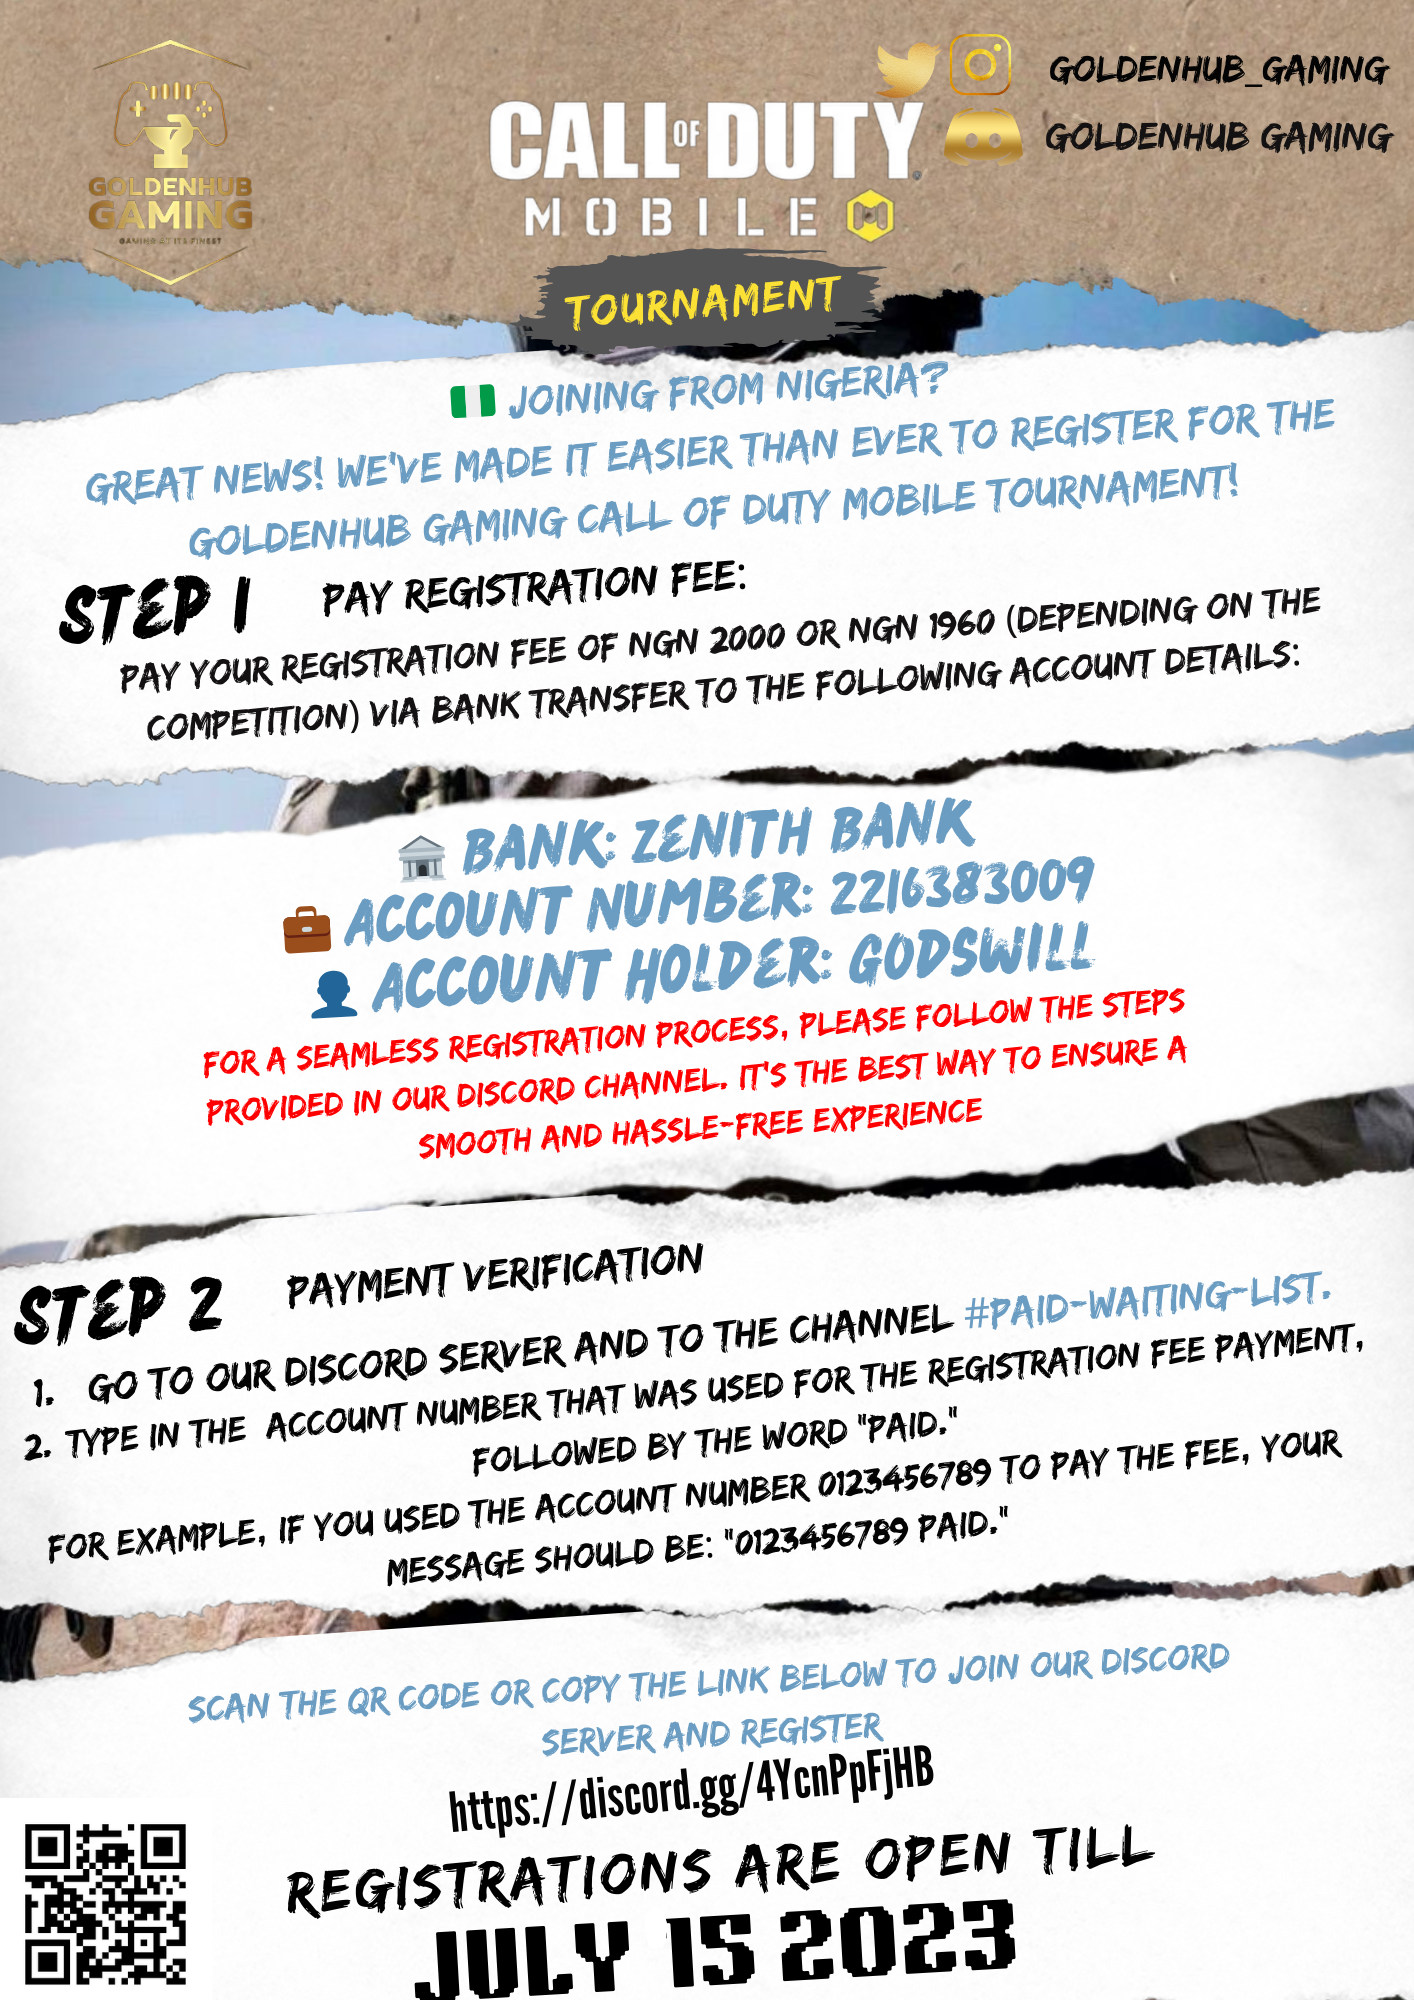 GOLDENHUB
GAMING
GAMING AT ITS FINEST
GOLDENHUB_GAMING
GOLDENHUB GAMING
CALL OF DUTY
MOBILE
TOURNAMENT
JOINING FROM NIGERIA?
GREAT NEWS! WE'VE MADE IT EASIER THAN EVER TO REGISTER FOR THE
GOLDENHUB GAMING CALL OF DUTY MOBILE TOURNAMENT!
STEP 1 PAY REGISTRATION FEE:
PAY YOUR REGISTRATION FEE OF NGN 2000 OR NGN 1960 (DEPENDING ON THE
COMPETITION) VIA BANK TRANSFER TO THE FOLLOWING ACCOUNT DETAILS:
🏛️ BANK: ZENITH BANK
💼 ACCOUNT NUMBER: 2216383009
👤 ACCOUNT HOLDER: GODSWILL
FOR A SEAMLESS REGISTRATION PROCESS, PLEASE FOLLOW THE STEPS
PROVIDED IN OUR DISCORD CHANNEL. IT'S THE BEST WAY TO ENSURE A
SMOOTH AND HASSLE-FREE EXPERIENCE
STEP 2 PAYMENT VERIFICATION
1. GO TO OUR DISCORD SERVER AND TO THE CHANNEL #PAID-WAITING-LIST.
2. TYPE IN THE ACCOUNT NUMBER THAT WAS USED FOR THE REGISTRATION FEE PAYMENT,
FOLLOWED BY THE WORD "PAID."
FOR EXAMPLE, IF YOU USED THE ACCOUNT NUMBER 0123456789 TO PAY THE FEE, YOUR
MESSAGE SHOULD BE: "0123456789 PAID."
SCAN THE QR CODE OR COPY THE LINK BELOW TO JOIN OUR DISCORD
SERVER AND REGISTER
https://discord.gg/4YcnPpFjHB
REGISTRATIONS ARE OPEN TILL
JULY 15 2023